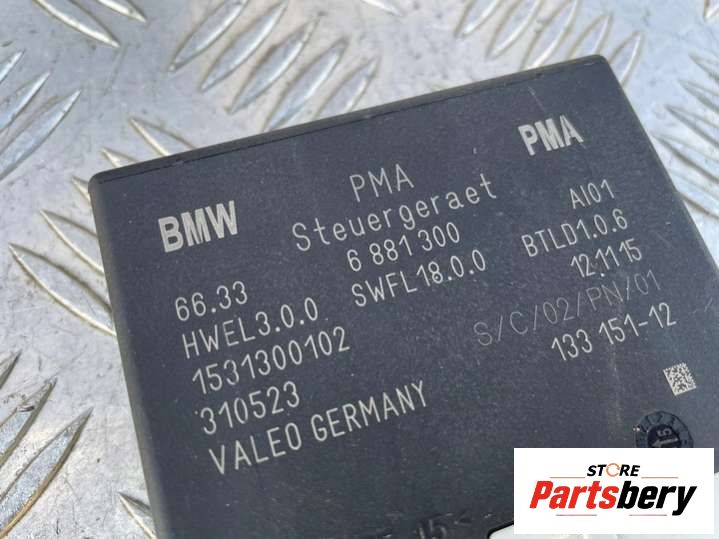 PMA
PMA
BMW
Steuergeraet
6 881 300
AI01
66.33
SWFL18.0.0
BTLD1.0.6
HWEL3.0.0
12.11.15
1531300102
S/C/02/PN/01
310523
133 151-12
VALEO GERMANY
STORE
Partsbery